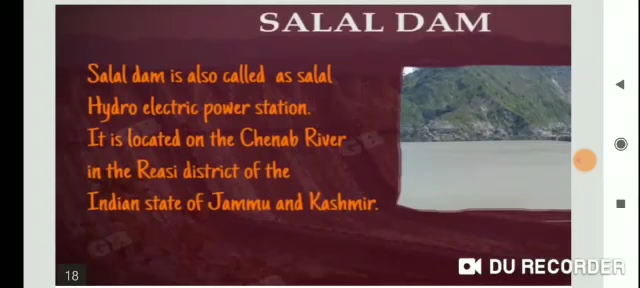 SALAL DAM
Salal dam is also called as salal
Hydro electric power station.
It is located on the Chenab River
in the Reasi district of the
Indian state of Jammu and Kashmir.
18
DU RECORDER